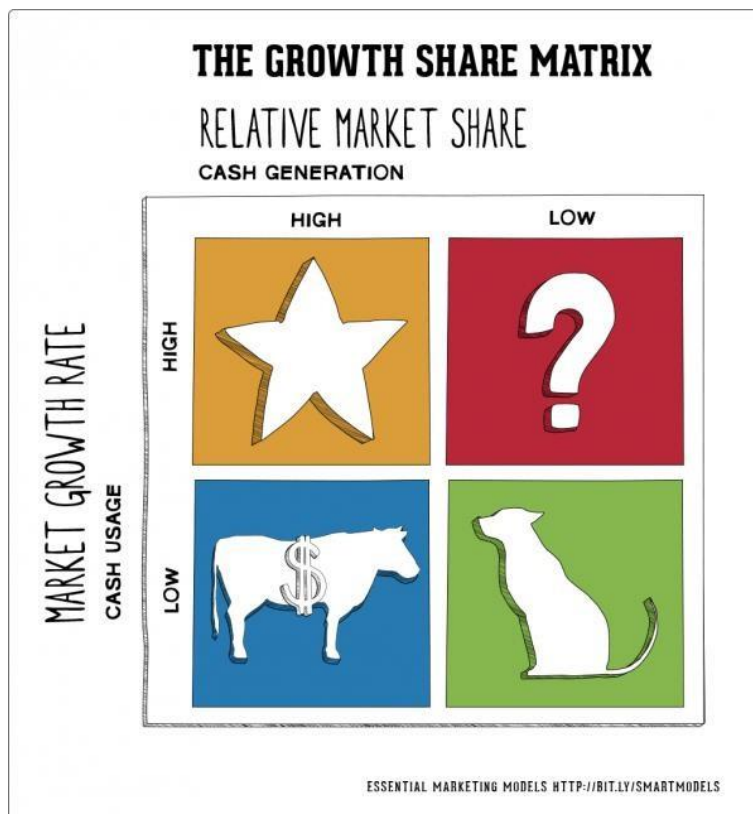 THE GROWTH SHARE MATRIX
RELATIVE MARKET SHARE
CASH GENERATION
HIGH
LOW
MARKET GROWTH RATE
CASH USAGE
HIGH
?
LOW
$
ESSENTIAL MARKETING MODELS HTTP://BIT.LY/SMARTMODELS